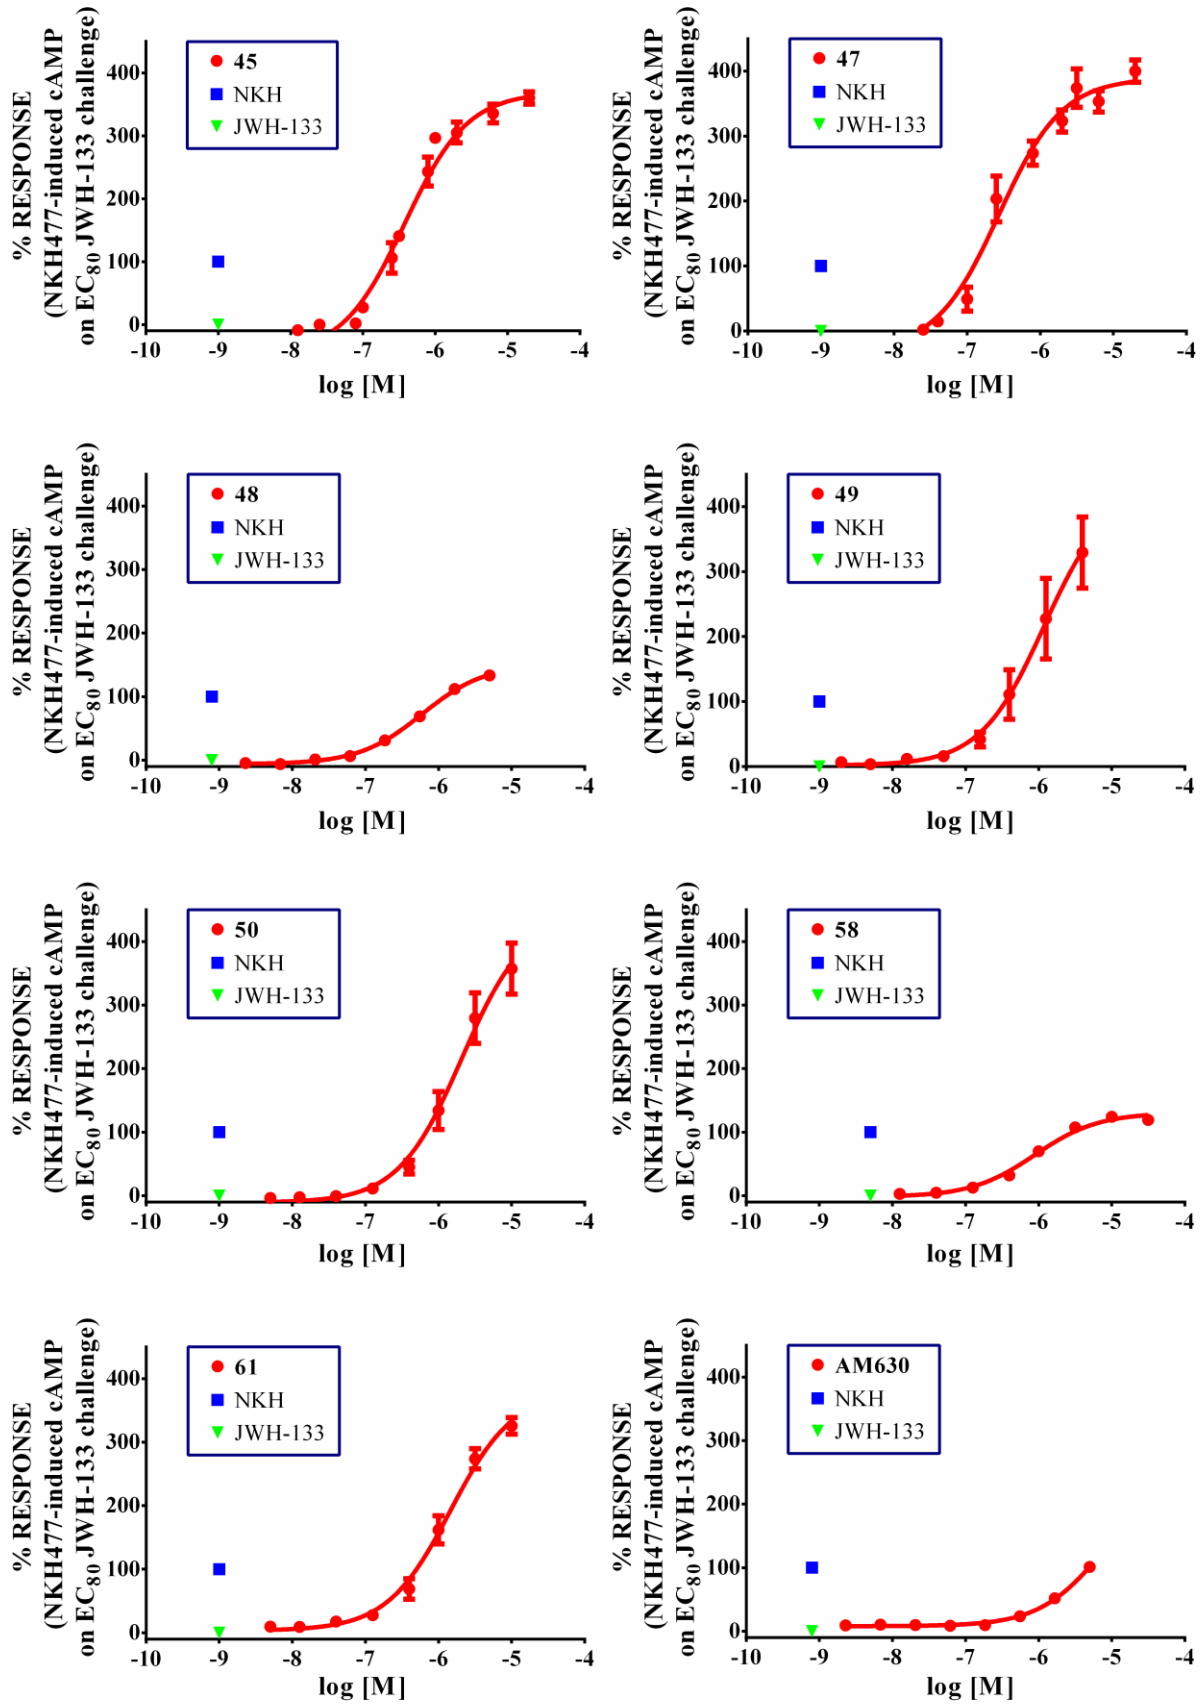 % RESPONSE
(NKH477-induced cAMP
on EC80 JWH-133 challenge)
400
300
200
100
0
45
NKH
JWH-133
-10 -9 -8 -7 -6 -5 -4
log [M]
% RESPONSE
(NKH477-induced cAMP
on EC80 JWH-133 challenge)
400
300
200
100
0
47
NKH
JWH-133
-10 -9 -8 -7 -6 -5 -4
log [M]
% RESPONSE
(NKH477-induced cAMP
on EC80 JWH-133 challenge)
400
300
200
100
0
48
NKH
JWH-133
-10 -9 -8 -7 -6 -5 -4
log [M]
% RESPONSE
(NKH477-induced cAMP
on EC80 JWH-133 challenge)
400
300
200
100
0
49
NKH
JWH-133
-10 -9 -8 -7 -6 -5 -4
log [M]
% RESPONSE
(NKH477-induced cAMP
on EC80 JWH-133 challenge)
400
300
200
100
0
50
NKH
JWH-133
-10 -9 -8 -7 -6 -5 -4
log [M]
% RESPONSE
(NKH477-induced cAMP
on EC80 JWH-133 challenge)
400
300
200
100
0
58
NKH
JWH-133
-10 -9 -8 -7 -6 -5 -4
log [M]
% RESPONSE
(NKH477-induced cAMP
on EC80 JWH-133 challenge)
400
300
200
100
0
61
NKH
JWH-133
-10 -9 -8 -7 -6 -5 -4
log [M]
% RESPONSE
(NKH477-induced cAMP
on EC80 JWH-133 challenge)
400
300
200
100
0
AM630
NKH
JWH-133
-10 -9 -8 -7 -6 -5 -4
log [M]